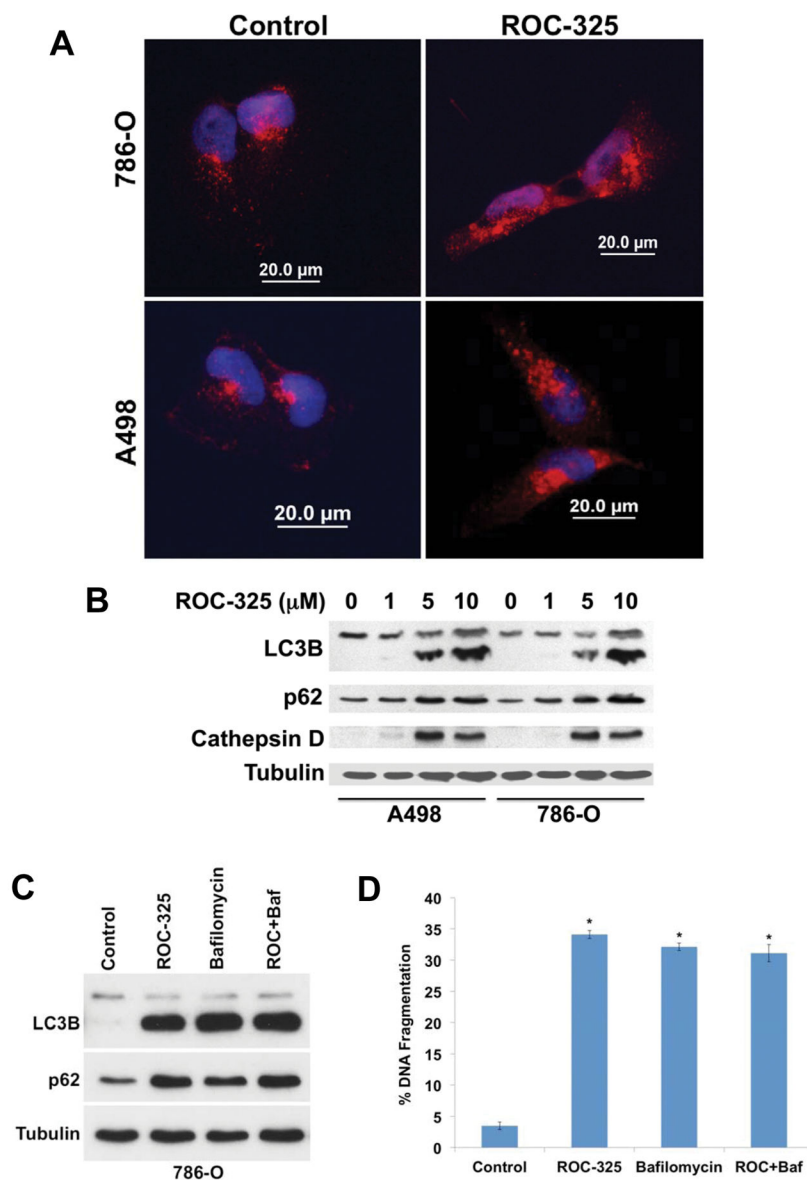 A
Control
ROC-325
786-O
20.0 µm
20.0 µm
A498
20.0 µm
20.0 µm
B
ROC-325 (µM) 0 1 5 10 0 1 5 10
LC3B
p62
Cathepsin D
Tubulin
A498 786-O
C
Control
ROC-325
Bafilomycin
ROC+Baf
LC3B
p62
Tubulin
786-O
D
% DNA Fragmentation
40
35
30
25
20
15
10
5
0
* * *
Control ROC-325 Bafilomycin ROC+Baf